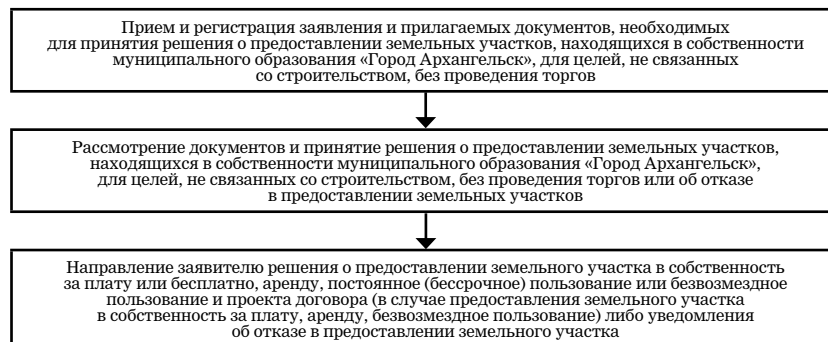 Прием и регистрация заявления и прилагаемых документов, необходимых
для принятия решения о предоставлении земельных участков, находящихся в собственности
муниципального образования «Город Архангельск», для целей, не связанных
со строительством, без проведения торгов
Рассмотрение документов и принятие решения о предоставлении земельных участков,
находящихся в собственности муниципального образования «Город Архангельск»,
для целей, не связанных со строительством, без проведения торгов или об отказе
в предоставлении земельных участков
Направление заявителю решения о предоставлении земельного участка в собственность
за плату или бесплатно, аренду, постоянное (бессрочное) пользование или безвозмездное
пользование и проекта договора (в случае предоставления земельного участка
в собственность за плату, аренду, безвозмездное пользование) либо уведомления
об отказе в предоставлении земельного участка